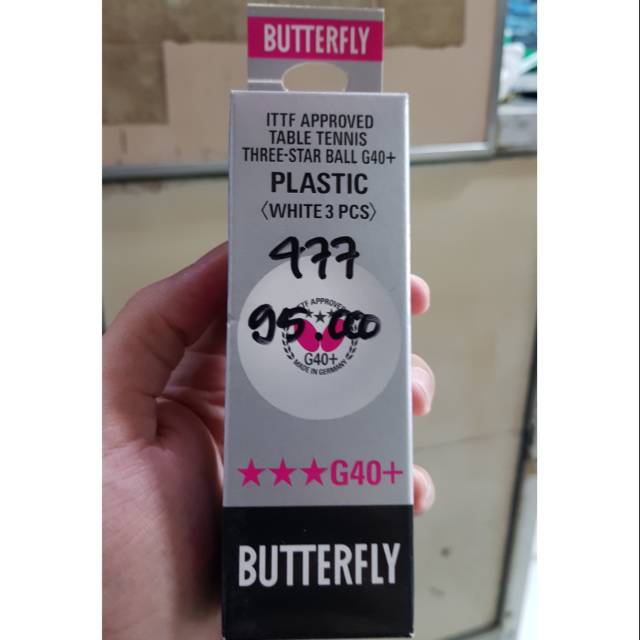 BUTTERFLY
ITTF APPROVED
TABLE TENNIS
THREE-STAR BALL G40+
PLASTIC
〈WHITE 3 PCS〉
477
95.000
ITTF APPROVED
G40+
MADE IN GERMANY
★★★G40+
BUTTERFLY